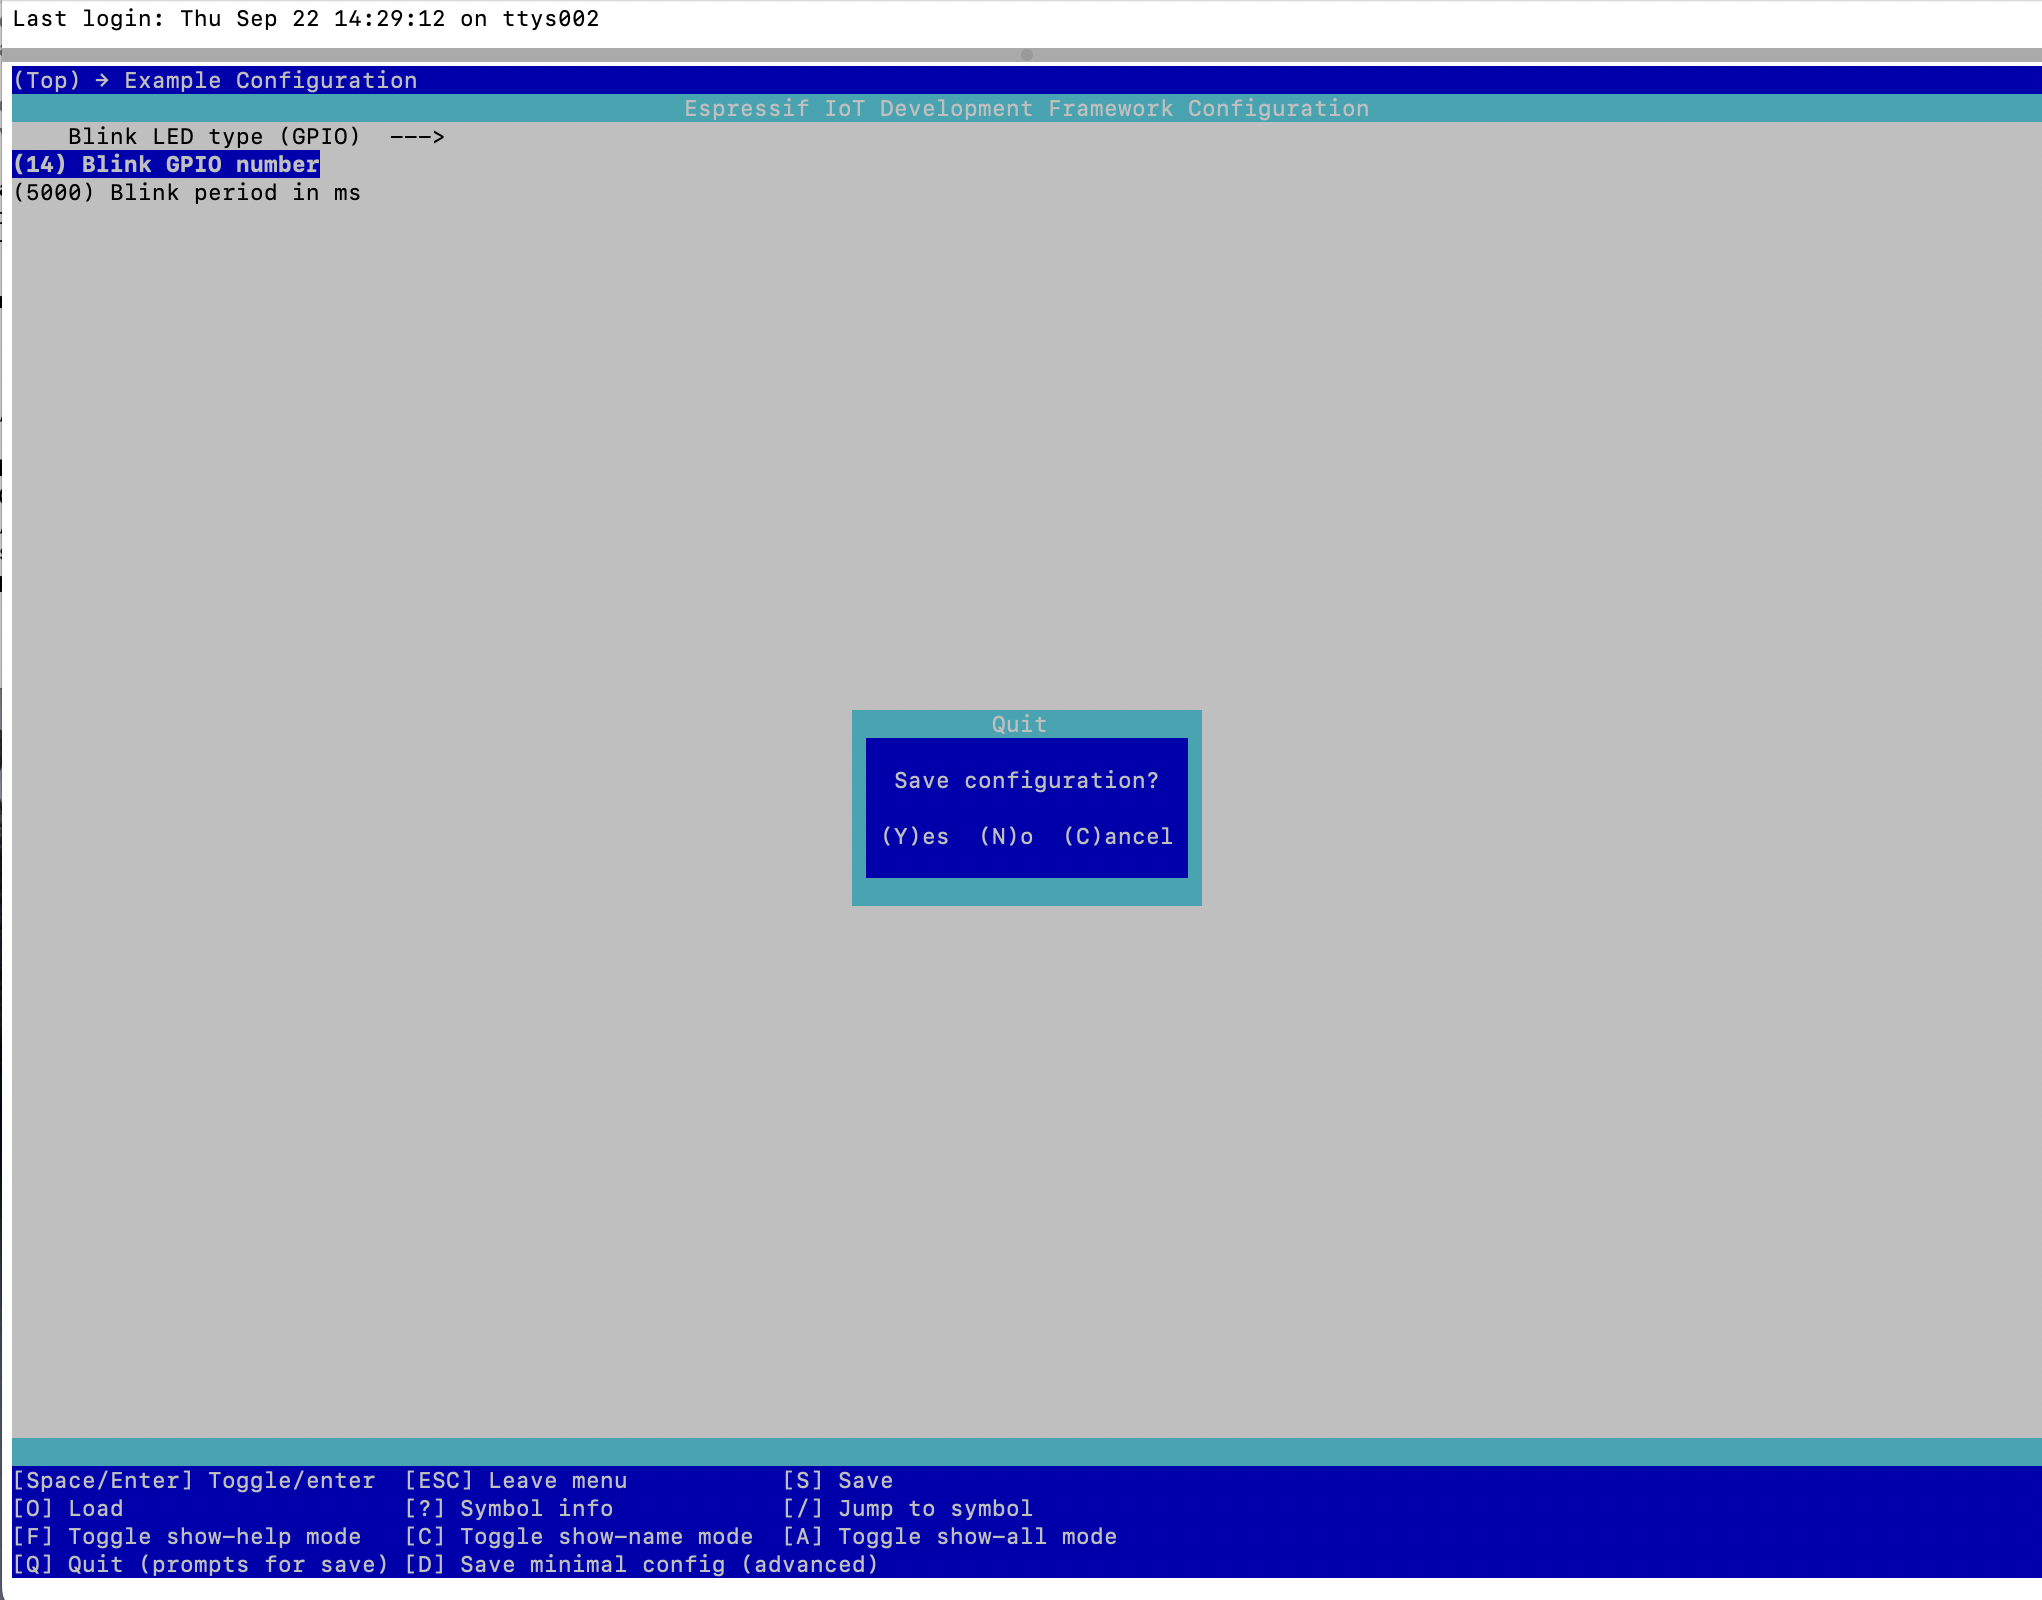 Last login: Thu Sep 22 14:29:12 on ttys002
(Top) → Example Configuration
Espressif IoT Development Framework Configuration
Blink LED type (GPIO)  --->
(14) Blink GPIO number
(5000) Blink period in ms
Quit
Save configuration?
(Y)es  (N)o  (C)ancel
[Space/Enter] Toggle/enter  [ESC] Leave menu           [S] Save
[O] Load                    [?] Symbol info            [/] Jump to symbol
[F] Toggle show-help mode   [C] Toggle show-name mode  [A] Toggle show-all mode
[Q] Quit (prompts for save) [D] Save minimal config (advanced)